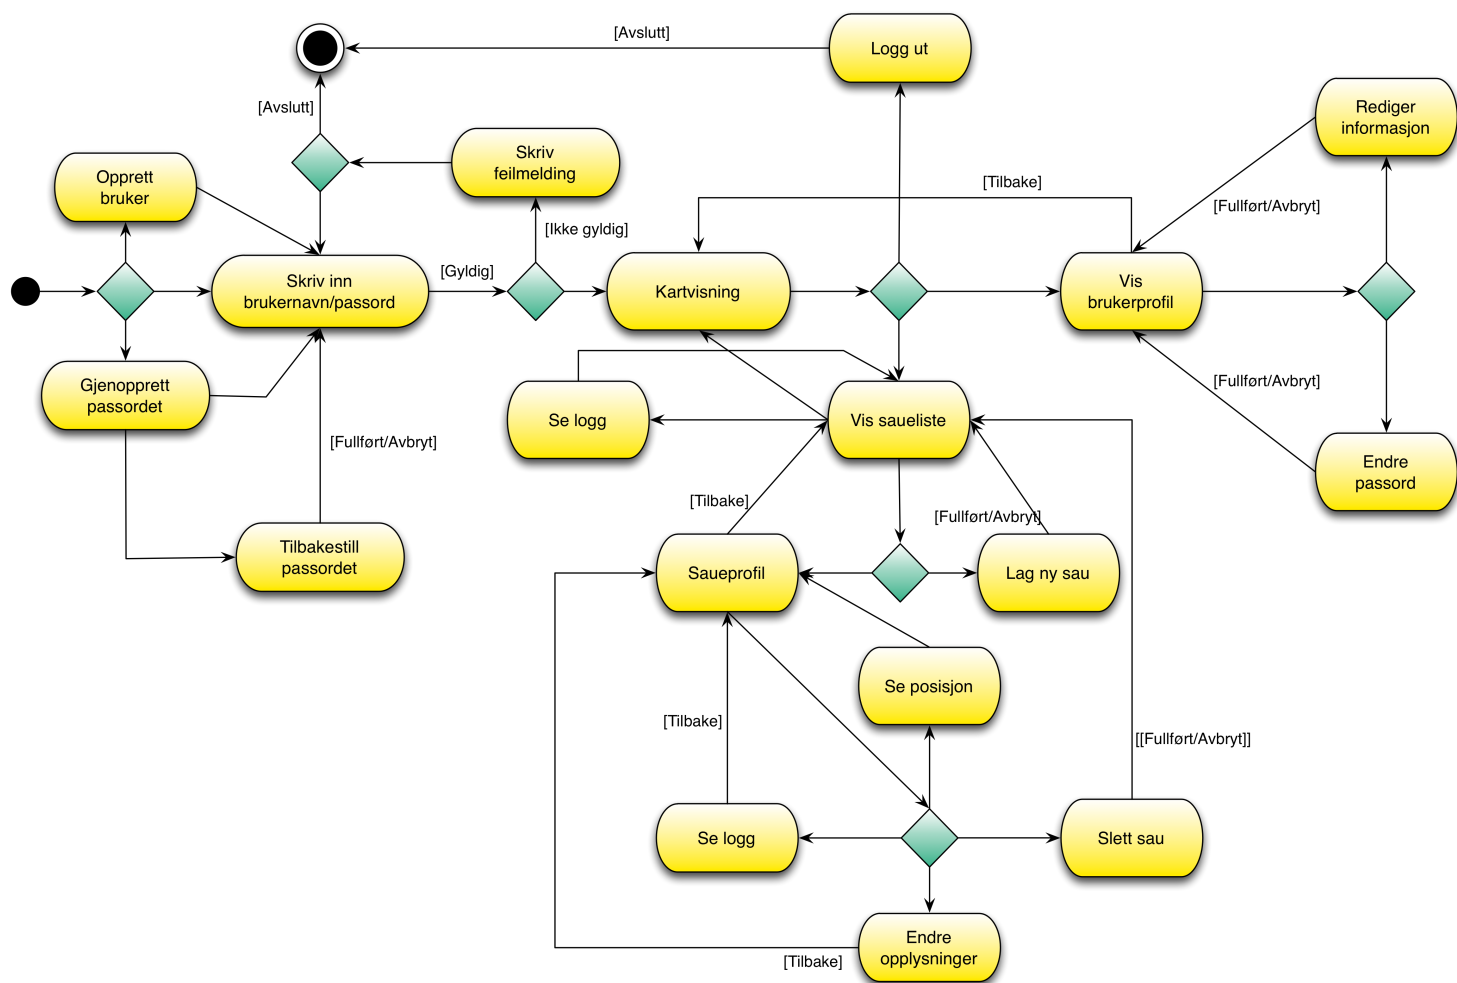 [Avslutt]
Logg ut
[Avslutt]
Rediger
informasjon
Skriv
feilmelding
Opprett
bruker
[Tilbake]
[Fullført/Avbryt]
[Ikke gyldig]
[Gyldig]
Skriv inn
brukernavn/passord
Kartvisning
Vis
brukerprofil
Gjenopprett
passordet
[Fullført/Avbryt]
Se logg
Vis saueliste
[Fullført/Avbryt]
Endre
passord
[Tilbake]
[Fullført/Avbryt]
Tilbakestill
passordet
Saueprofil
Lag ny sau
Se posisjon
[Tilbake]
[[Fullført/Avbryt]]
Se logg
Slett sau
Endre
opplysninger
[Tilbake]